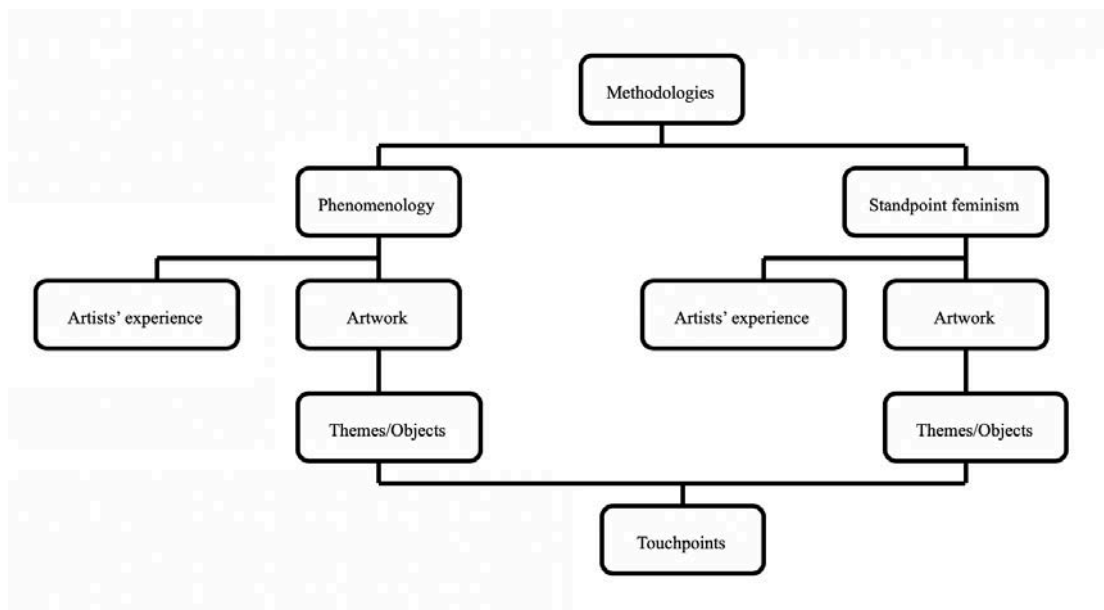 Methodologies
Phenomenology
Standpoint feminism
Artists’ experience
Artwork
Artists’ experience
Artwork
Themes/Objects
Themes/Objects
Touchpoints